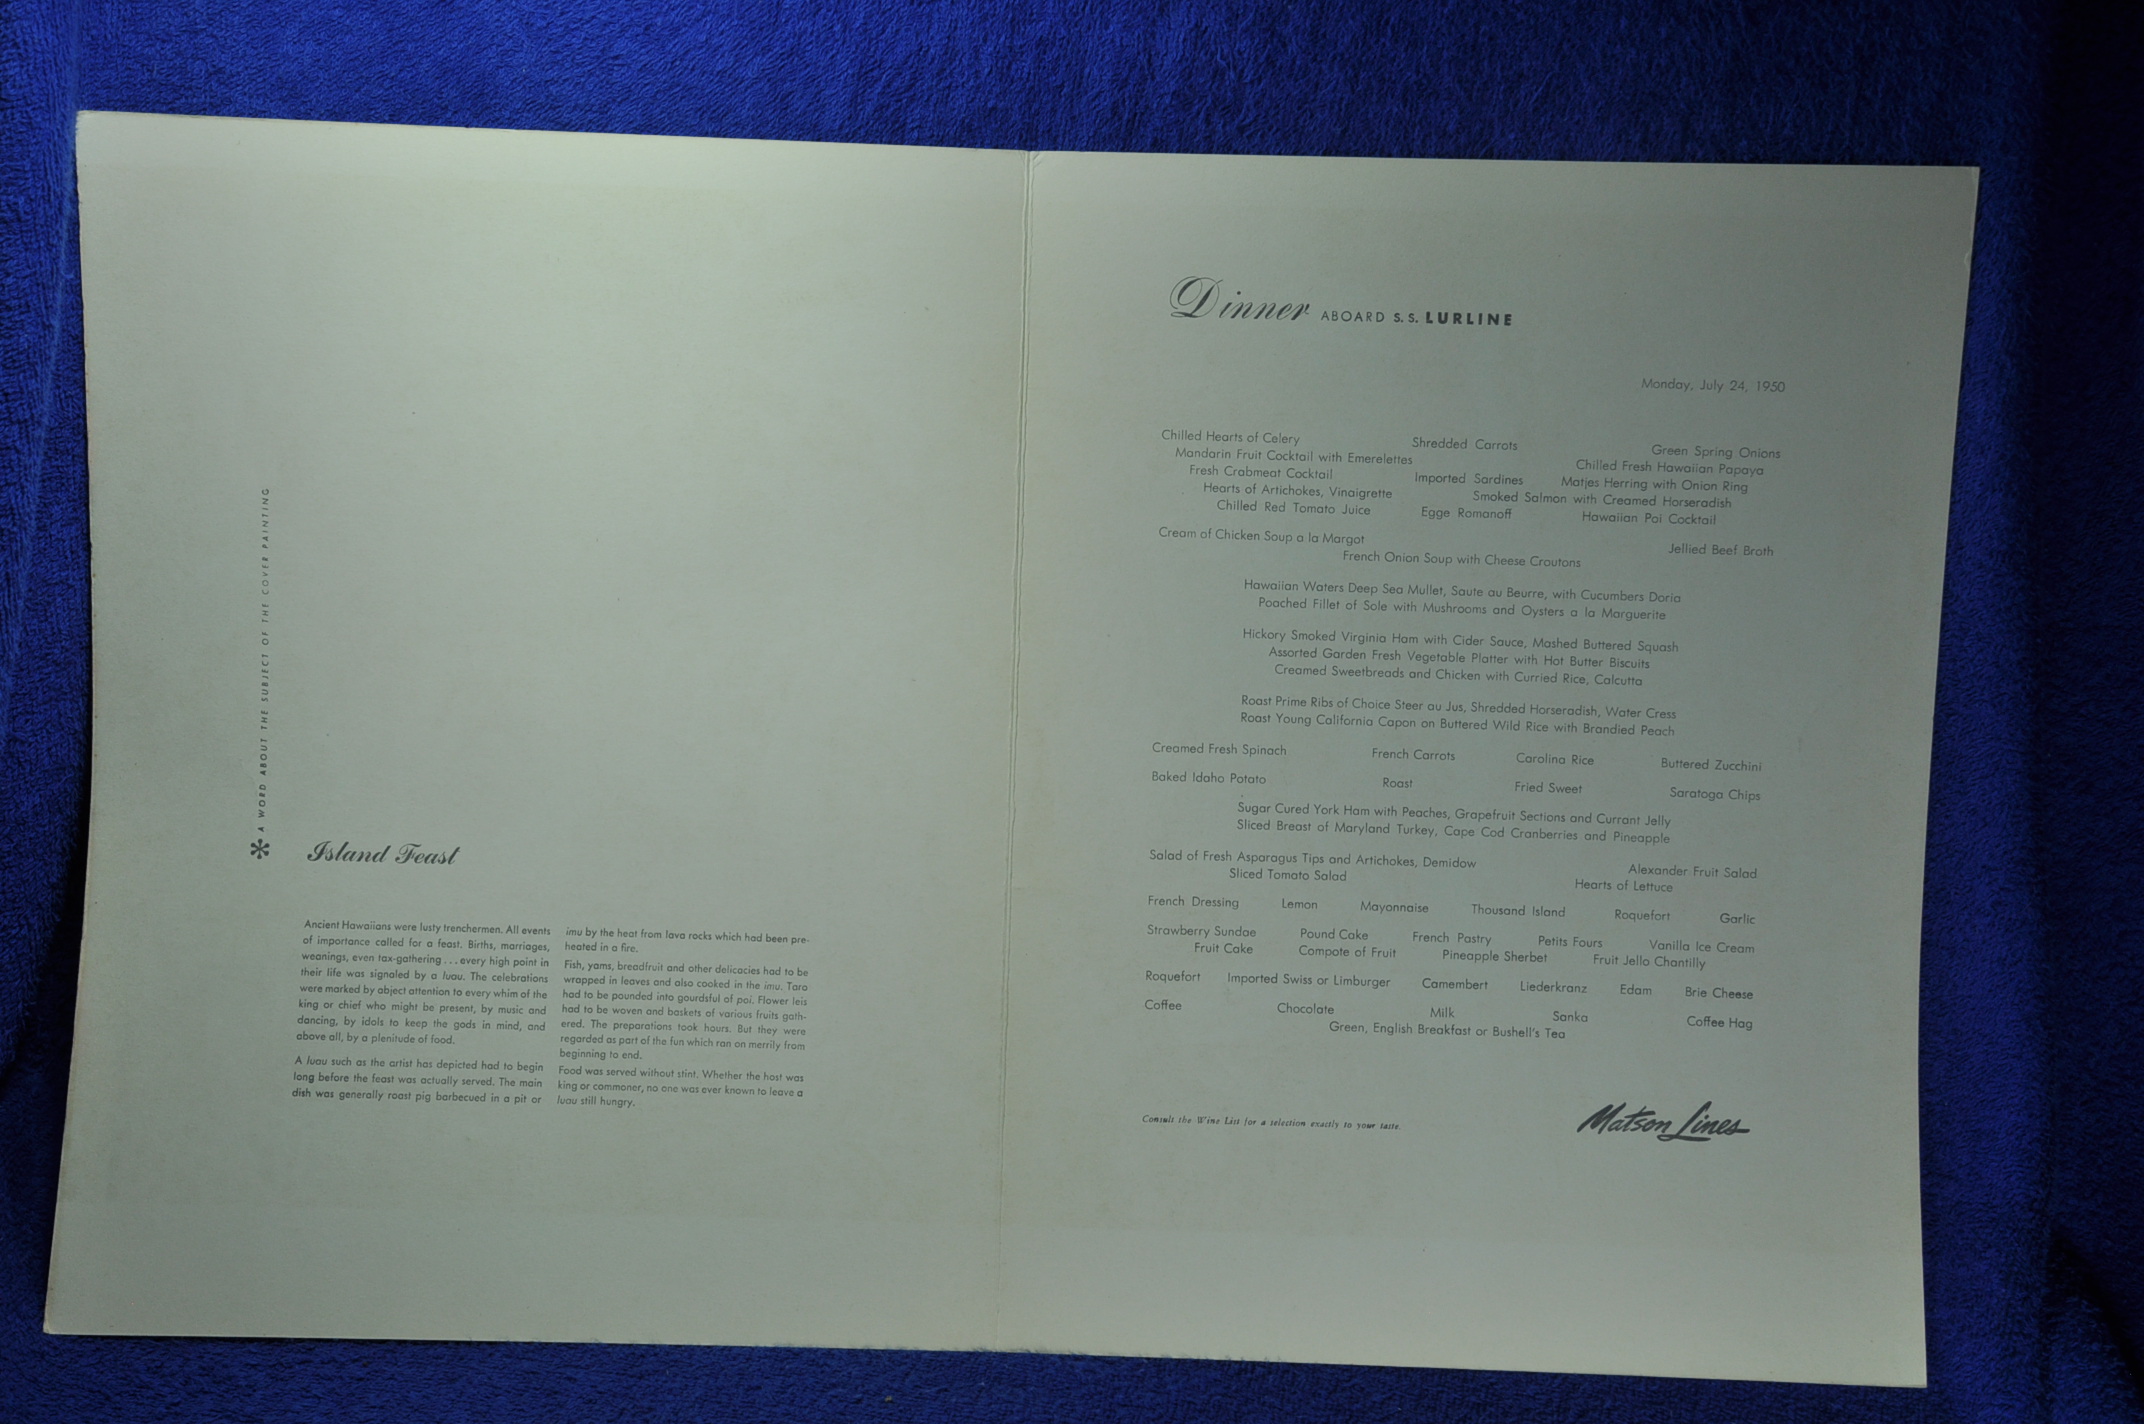 * A WORD ABOUT THE SUBJECT OF THE COVER PAINTING
Island Feast
Ancient Hawaiians were lusty trenchermen. All events
of importance called for a feast. Births, marriages,
weanings, even tax-gathering . . . every high point in
their life was signaled by a luau. The celebrations
were marked by abject attention to every whim of the
king or chief who might be present, by music and
dancing, by idols to keep the gods in mind, and
above all, by a plenitude of food.
A luau such as the artist has depicted had to begin
long before the feast was actually served. The main
dish was generally roast pig barbecued in a pit or
imu by the heat from lava rocks which had been pre-
heated in a fire.
Fish, yams, breadfruit and other delicacies had to be
wrapped in leaves and also cooked in the imu. Taro
had to be pounded into gourdsful of poi. Flower leis
had to be woven and baskets of various fruits gath-
ered. The preparations took hours. But they were
regarded as part of the fun which ran on merrily from
beginning to end.
Food was served without stint. Whether the host was
king or commoner, no one was ever known to leave a
luau still hungry.
Dinner ABOARD S. S. LURLINE
Monday, July 24, 1950
Chilled Hearts of Celery Shredded Carrots Green Spring Onions
Mandarin Fruit Cocktail with Emerelettes Chilled Fresh Hawaiian Papaya
Fresh Crabmeat Cocktail Imported Sardines Matjes Herring with Onion Ring
Hearts of Artichokes, Vinaigrette Smoked Salmon with Creamed Horseradish
Chilled Red Tomato Juice Egge Romanoff Hawaiian Poi Cocktail
Cream of Chicken Soup a la Margot Jellied Beef Broth
French Onion Soup with Cheese Croutons
Hawaiian Waters Deep Sea Mullet, Saute au Beurre, with Cucumbers Doria
Poached Fillet of Sole with Mushrooms and Oysters a la Marguerite
Hickory Smoked Virginia Ham with Cider Sauce, Mashed Buttered Squash
Assorted Garden Fresh Vegetable Platter with Hot Butter Biscuits
Creamed Sweetbreads and Chicken with Curried Rice, Calcutta
Roast Prime Ribs of Choice Steer au Jus, Shredded Horseradish, Water Cress
Roast Young California Capon on Buttered Wild Rice with Brandied Peach
Creamed Fresh Spinach French Carrots Carolina Rice Buttered Zucchini
Baked Idaho Potato Roast Fried Sweet Saratoga Chips
Sugar Cured York Ham with Peaches, Grapefruit Sections and Currant Jelly
Sliced Breast of Maryland Turkey, Cape Cod Cranberries and Pineapple
Salad of Fresh Asparagus Tips and Artichokes, Demidow Alexander Fruit Salad
Sliced Tomato Salad Hearts of Lettuce
French Dressing Lemon Mayonnaise Thousand Island Roquefort Garlic
Strawberry Sundae Pound Cake French Pastry Petits Fours Vanilla Ice Cream
Fruit Cake Compote of Fruit Pineapple Sherbet Fruit Jello Chantilly
Roquefort Imported Swiss or Limburger Camembert Liederkranz Edam Brie Cheese
Coffee Chocolate Milk Sanka Coffee Hag
Green, English Breakfast or Bushell's Tea
Consult the Wine List for a selection exactly to your taste.
Matson Lines